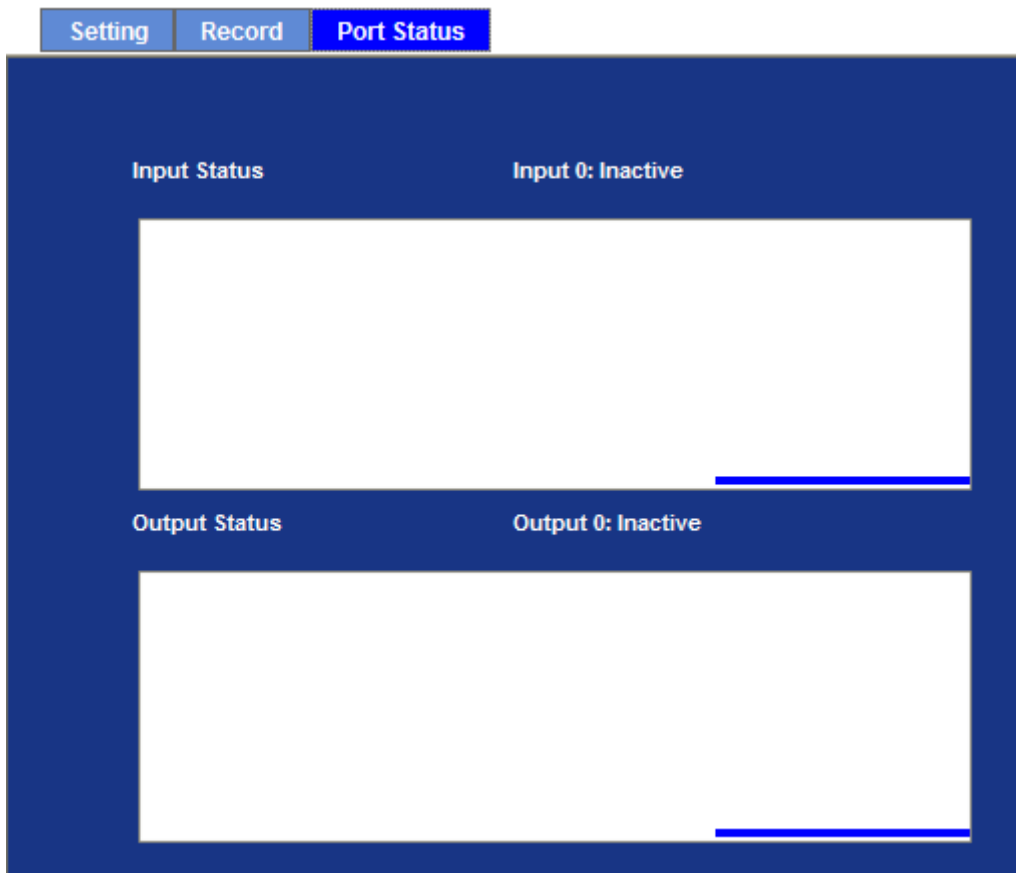 Setting Record Port Status
Input Status Input 0: Inactive
Output Status Output 0: Inactive